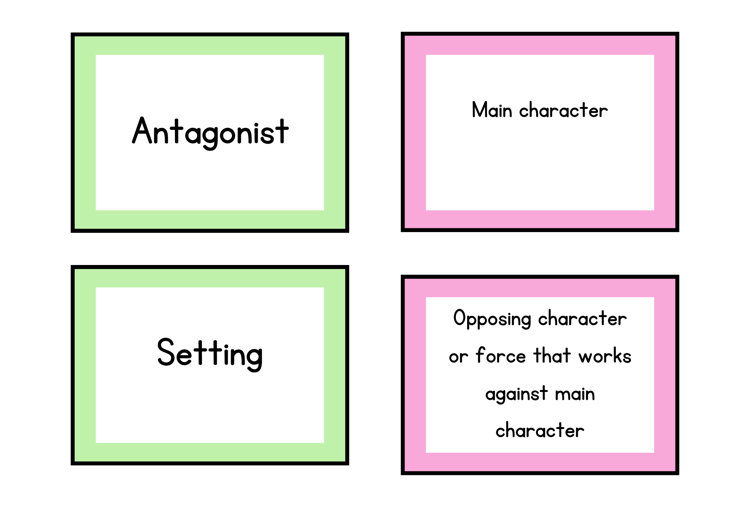 Antagonist
Main character
Setting
Opposing character
or force that works
against main
character